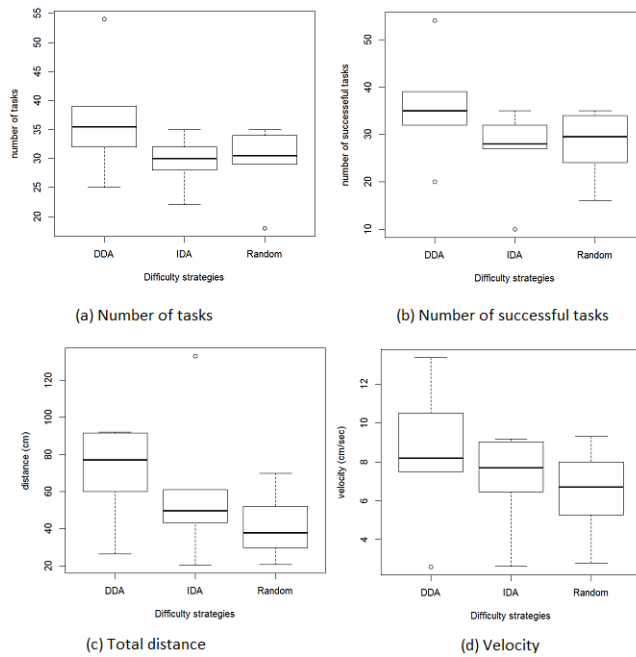 number of tasks
55
50
45
40
35
30
25
20
DDA
IDA
Random
Difficulty strategies
(a) Number of tasks
number of successeful tasks
50
40
30
20
10
DDA
IDA
Random
Difficulty strategies
(b) Number of successful tasks
distance (cm)
120
100
80
60
40
20
DDA
IDA
Random
Difficulty strategies
(c) Total distance
velocity (cm/sec)
12
10
8
6
4
DDA
IDA
Random
Difficulty strategies
(d) Velocity